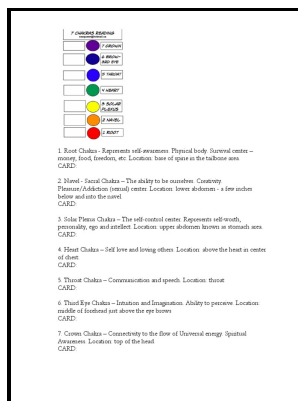 7 CHAKRAS READING
7 CROWN
6 BROW-
3RD EYE
5 THROAT
4 HEART
3 SOLAR
PLEXUS
2 NAVEL-
1 ROOT
1. Root Chakra - Represents self-awareness. Physical body. Survival center –
money, food, freedom, etc. Location: base of spine in the tailbone area.
CARD:
2. Navel - Sacral Chakra – The ability to be ourselves. Creativity.
Pleasure/Addiction (sexual) center. Location: lower abdomen - a few inches
below and into the navel.
CARD:
3. Solar Plexus Chakra – The self-control center. Represents self-worth,
personality, ego and intellect. Location: upper abdomen known as stomach area.
CARD:
4. Heart Chakra – Self love and loving others. Location: above the heart in center
of chest.
CARD:
5. Throat Chakra – Communication and speech. Location: throat
CARD:
6. Third Eye Chakra – Intuition and Imagination. Ability to perceive. Location:
middle of forehead just above the eye brows
CARD:
7. Crown Chakra – Connectivity to the flow of Universal energy. Spiritual
Awareness. Location: top of the head.
CARD: